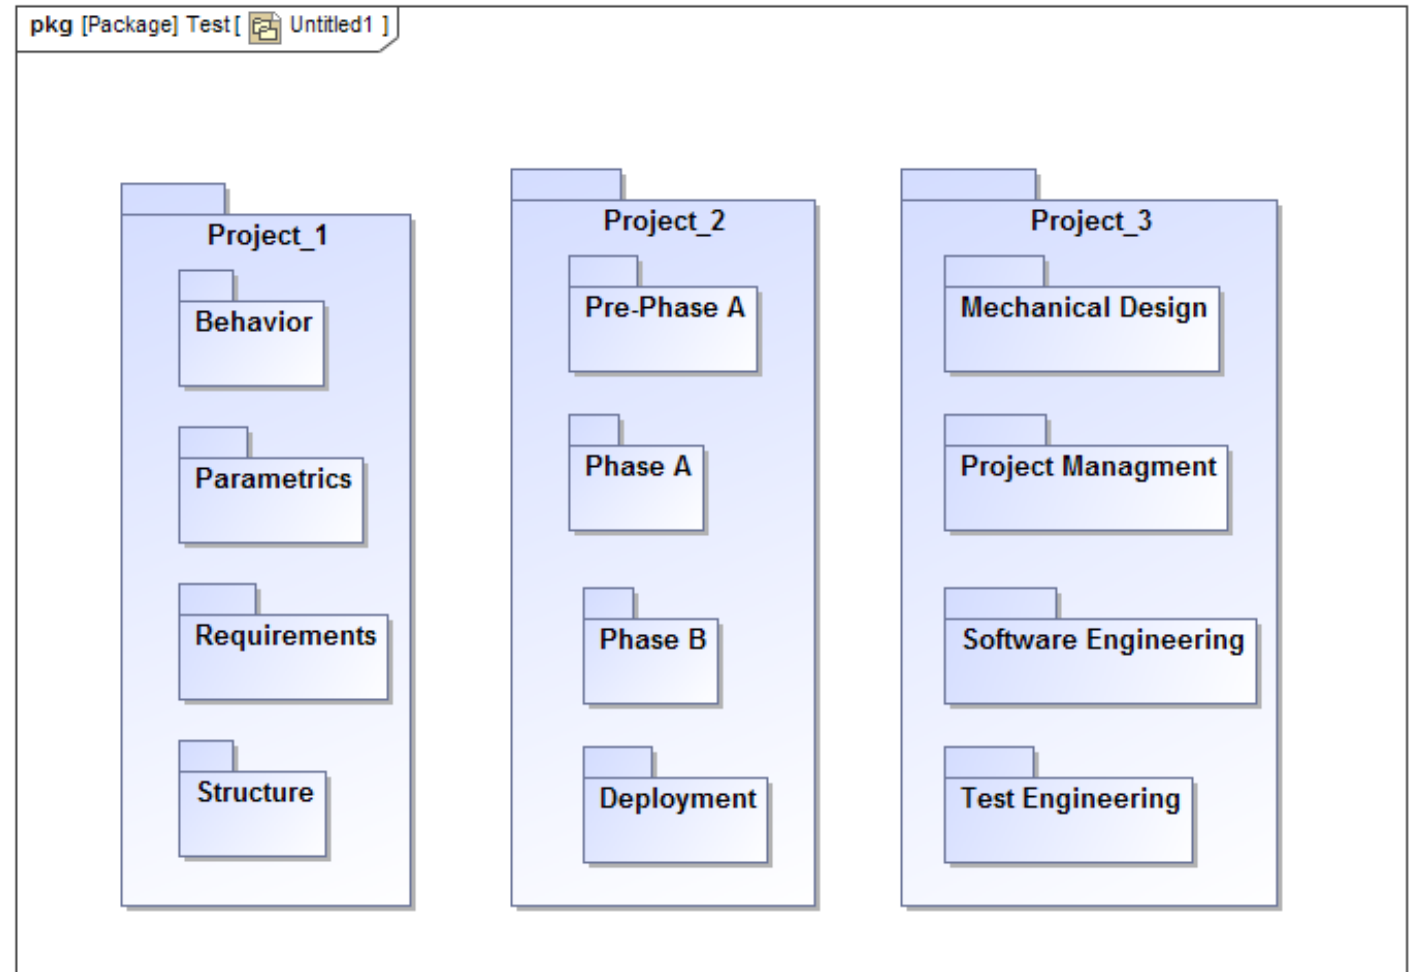 pkg [Package] Test [ Untitled1 ]
Project_1
Behavior
Parametrics
Requirements
Structure
Project_2
Pre-Phase A
Phase A
Phase B
Deployment
Project_3
Mechanical Design
Project Managment
Software Engineering
Test Engineering